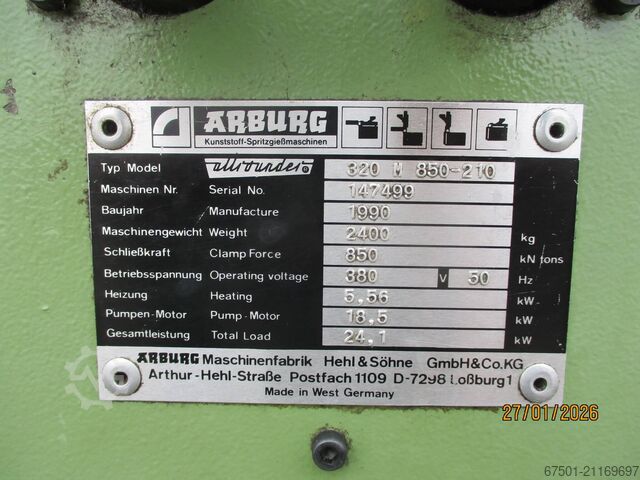 ARBURG
Kunststoff-Spritzgießmaschinen
Typ Model allrounder ® 320 M 850-210
Maschinen Nr. Serial No. 147499
Baujahr Manufacture 1990
Maschinengewicht Weight 2400 kg
Schließkraft Clamp Force 850 kN tons
Betriebsspannung Operating voltage 380 V 50 Hz
Heizung Heating 5,56 kW
Pumpen-Motor Pump-Motor 18,5 kW
Gesamtleistung Total Load 24,1 kW
ARBURG Maschinenfabrik Hehl & Söhne GmbH & Co. KG
Arthur-Hehl-Straße Postfach 1109 D-7298 Loßburg 1
Made in West Germany
27/01/2026
67501-21169697